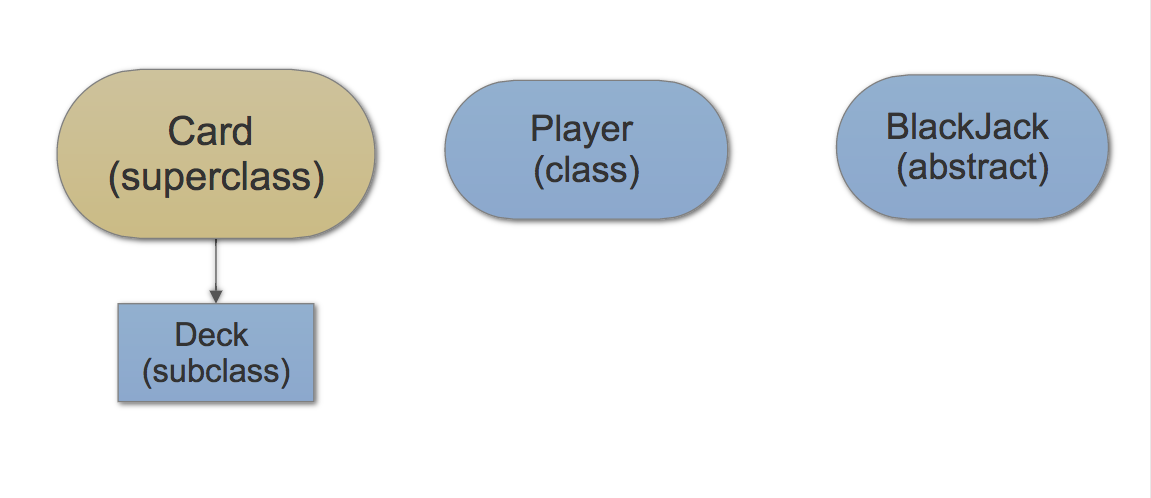 Card
(superclass)
Player
(class)
BlackJack
(abstract)
Deck
(subclass)